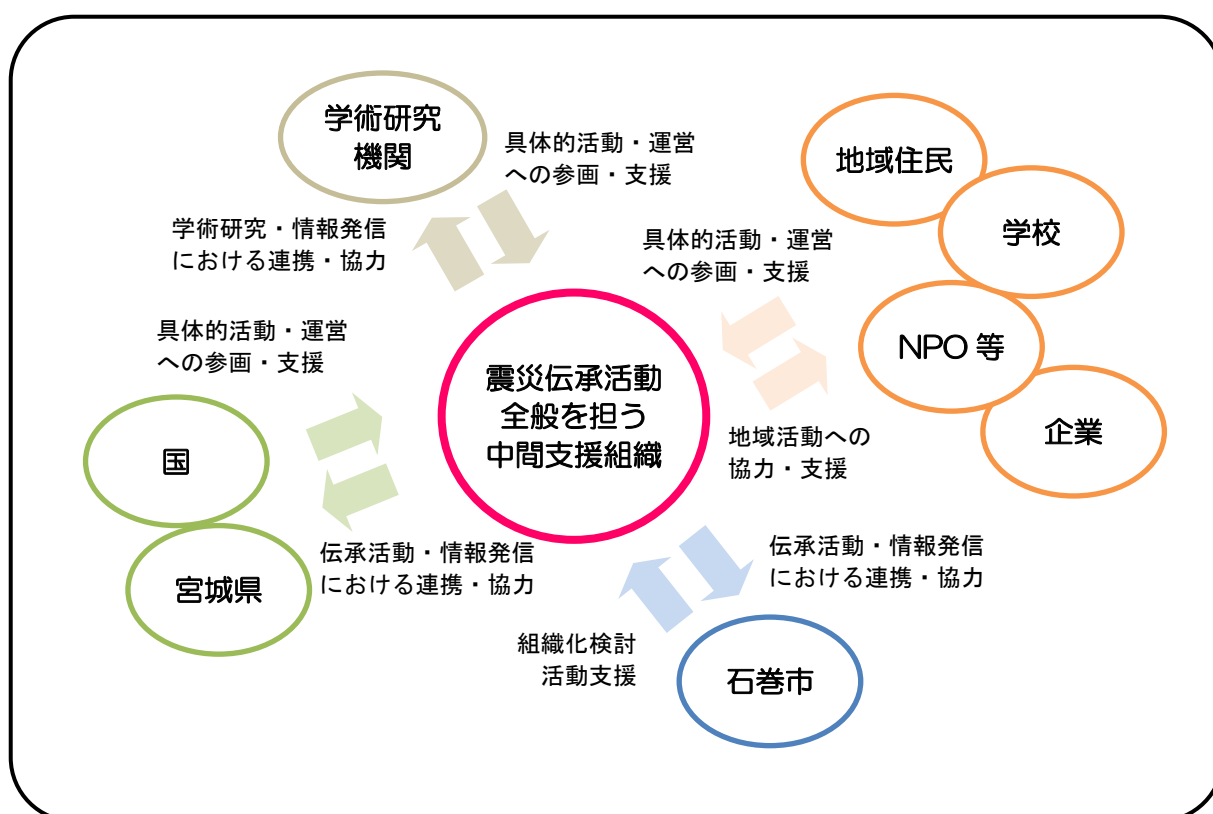 学術研究
機関
具体的活動・運営
への参画・支援
学術研究・情報発信
における連携・協力
地域住民
学校
NPO 等
企業
具体的活動・運営
への参画・支援
地域活動への
協力・支援
震災伝承活動
全般を担う
中間支援組織
具体的活動・運営
への参画・支援
国
宮城県
伝承活動・情報発信
における連携・協力
伝承活動・情報発信
における連携・協力
組織化検討
活動支援
石巻市